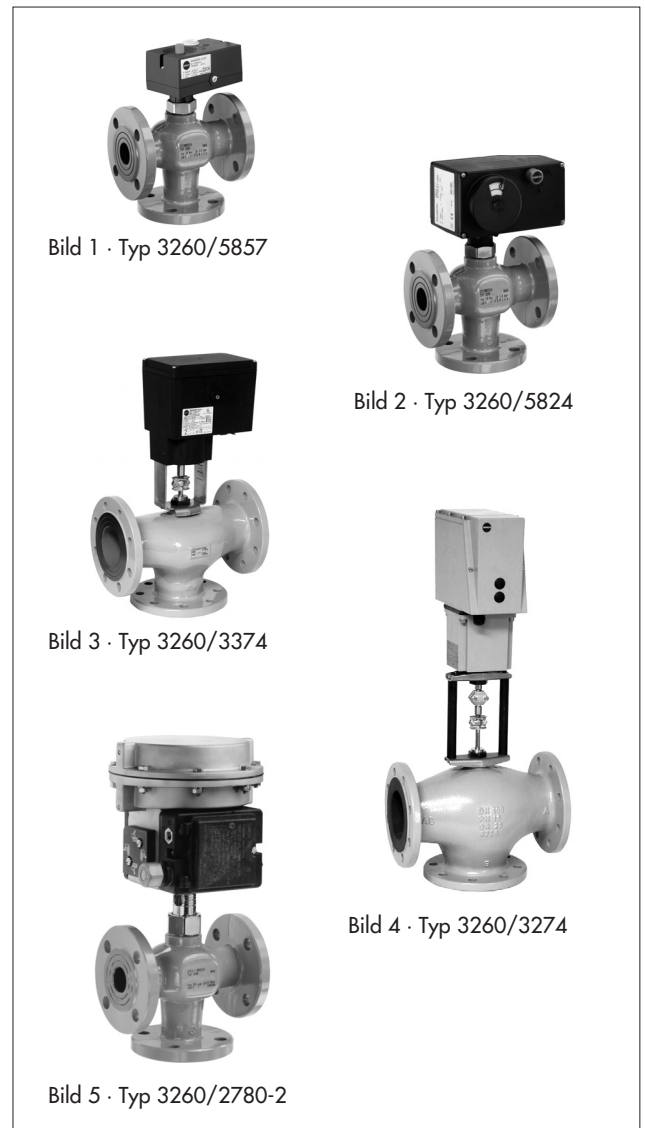 Bild 1 · Typ 3260/5857
Bild 2 · Typ 3260/5824
Bild 3 · Typ 3260/3374
Bild 4 · Typ 3260/3274
Bild 5 · Typ 3260/2780-2